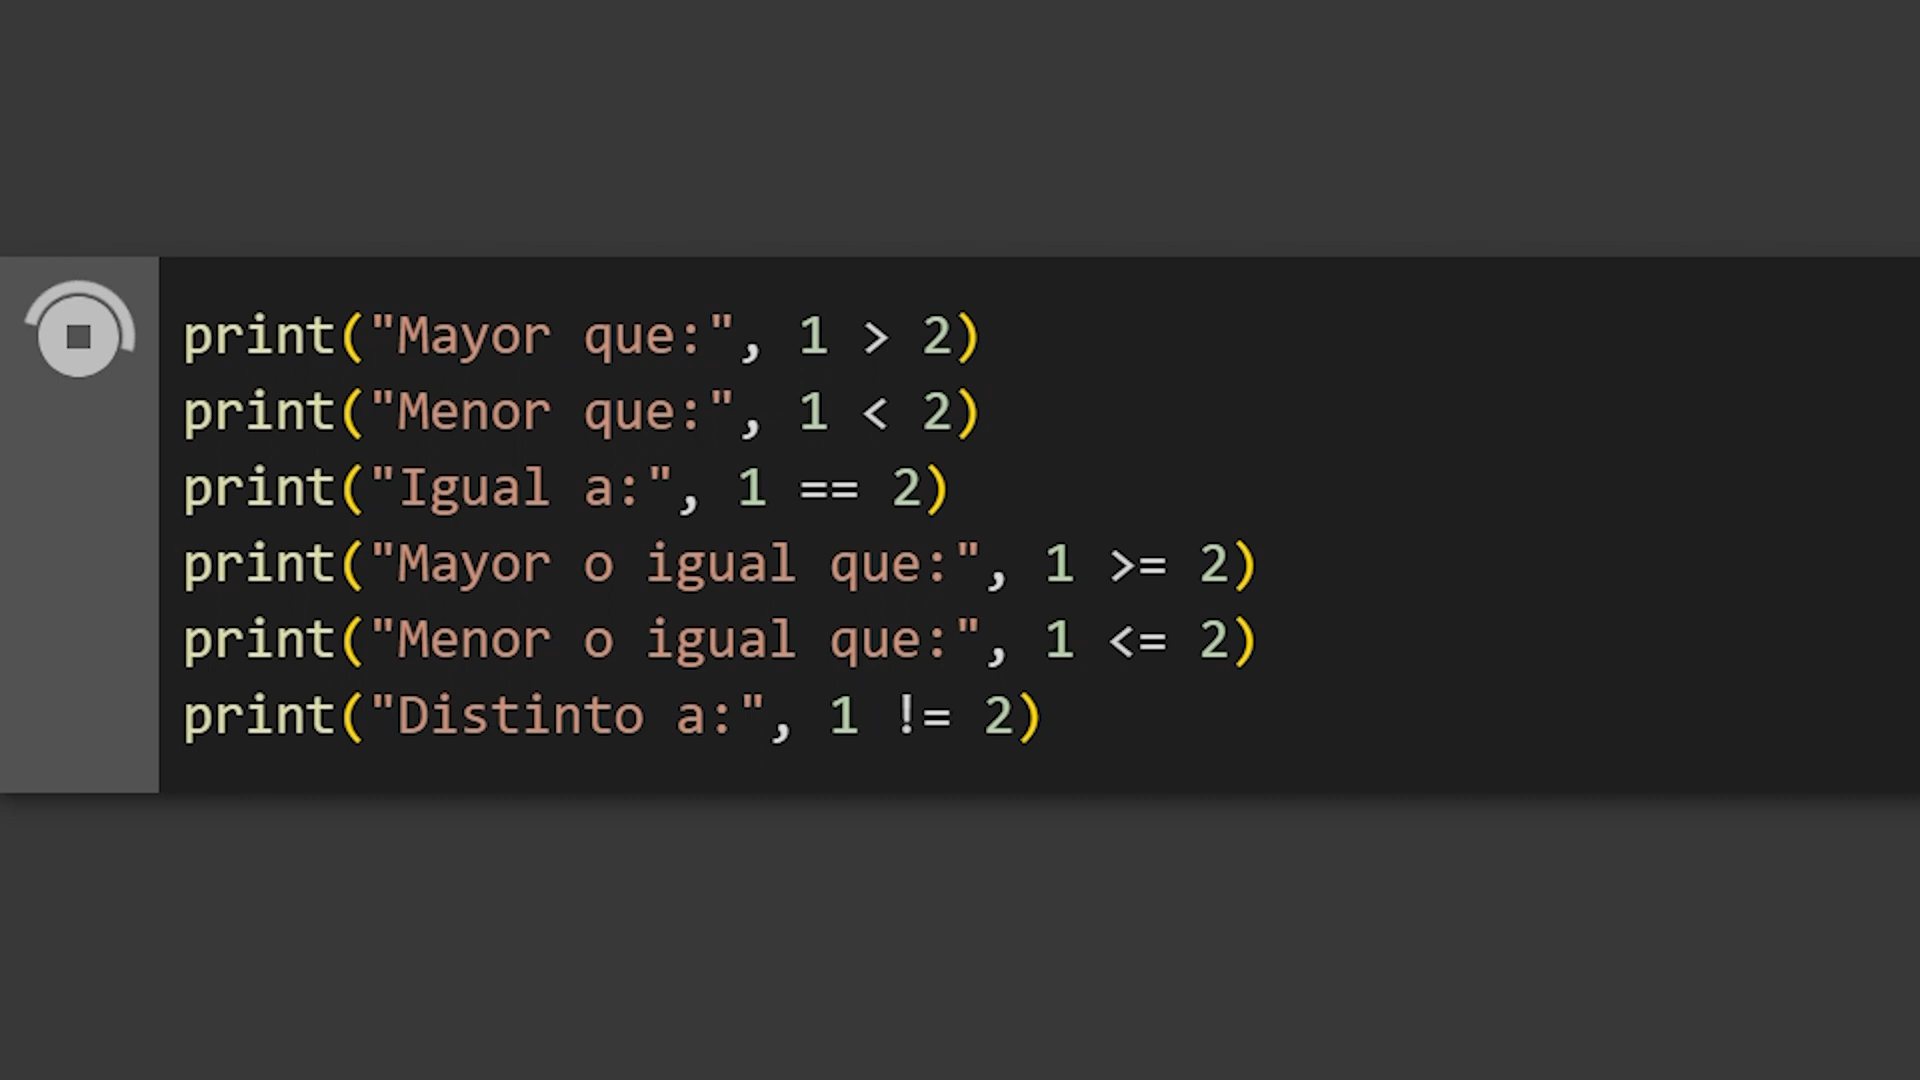 print("Mayor que:", 1 > 2)
print("Menor que:", 1 < 2)
print("Igual a:", 1 == 2)
print("Mayor o igual que:", 1 >= 2)
print("Menor o igual que:", 1 <= 2)
print("Distinto a:", 1 != 2)